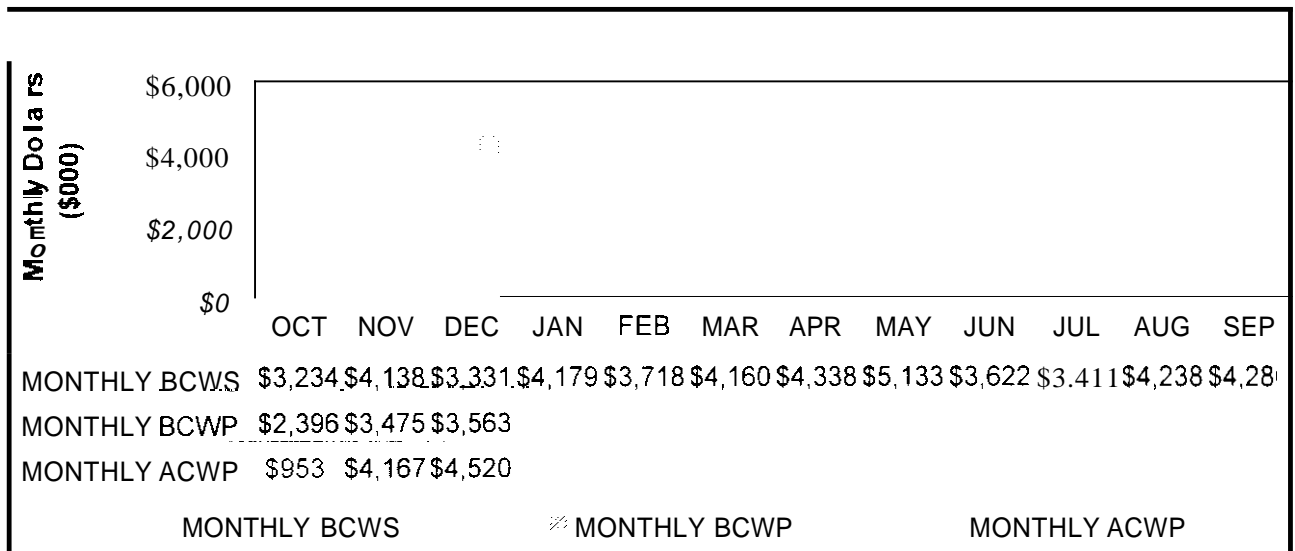 Momthly Dolars
($000)
$6,000
$4,000
$2,000
$0
OCT NOV DEC JAN FEB MAR APR MAY JUN JUL AUG SEP
MONTHLY BCWS $3,234 $4,138 $3,331 $4,179 $3,718 $4,160 $4,338 $5,133 $3,622 $3.411 $4,238
MONTHLY BCWP $2,396 $3,475 $3,563
MONTHLY ACWP $953 $4,167 $4,520
MONTHLY BCWS MONTHLY BCWP MONTHLY ACWP